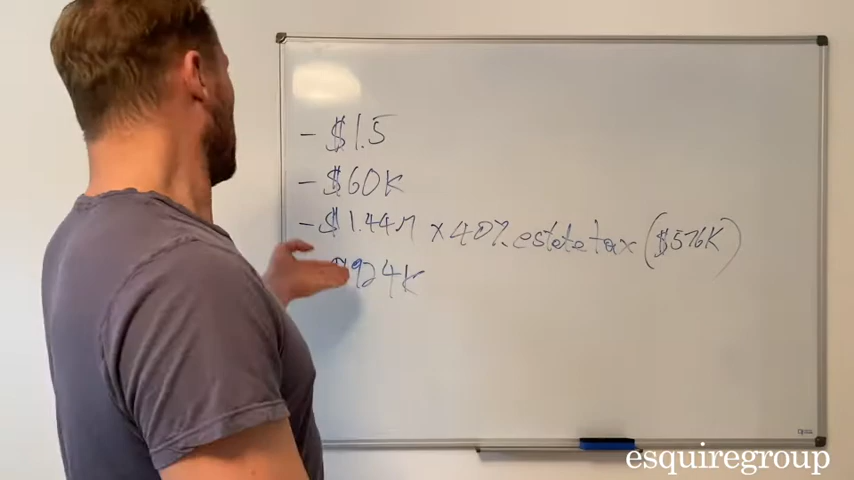 - $1.5
- $60K
- $1.44M x 40% estate tax ($576K)
$924K
esquiregroup